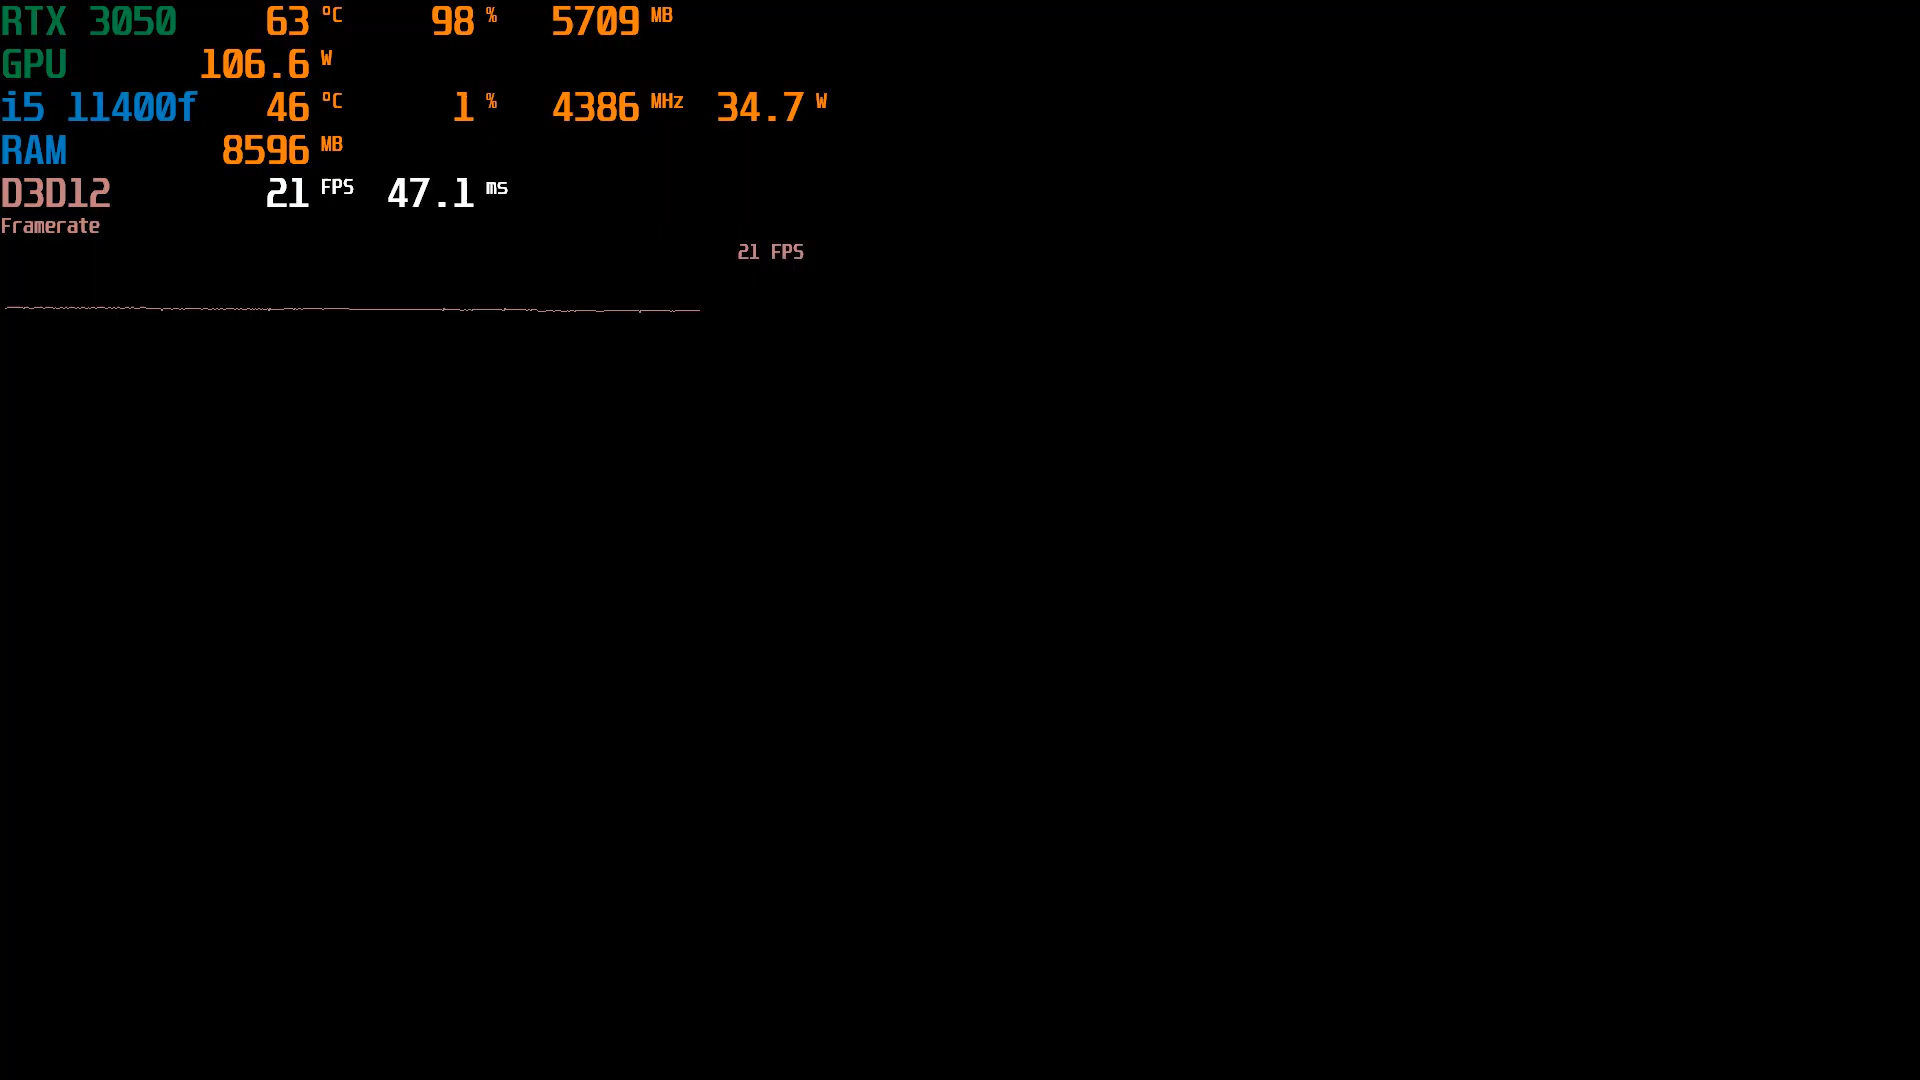 RTX 3050 63 °C 98 % 5709 MB
GPU 106.6 W
i5 11400f 46 °C 1 % 4386 MHz 34.7 W
RAM 8596 MB
D3D12 21 FPS 47.1 ms
Framerate
21 FPS